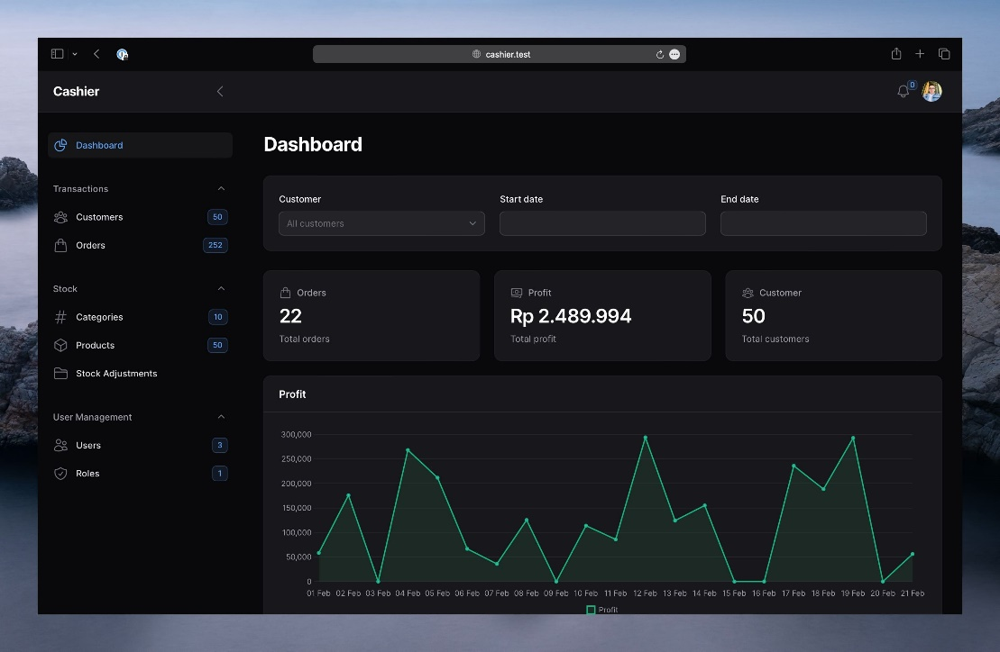 cashier.test
Cashier
0
Dashboard
Transactions
Customers 50
Orders 252
Stock
Categories 10
Products 50
Stock Adjustments
User Management
Users 3
Roles 1
Dashboard
Customer Start date End date
All customers
Orders
22
Total orders
Profit
Rp 2.489.994
Total profit
Customer
50
Total customers
Profit
300,000
250,000
200,000
150,000
100,000
50,000
0
01 Feb 02 Feb 03 Feb 04 Feb 05 Feb 06 Feb 07 Feb 08 Feb 09 Feb 10 Feb 11 Feb 12 Feb 13 Feb 14 Feb 15 Feb 16 Feb 17 Feb 18 Feb 19 Feb 20 Feb 21 Feb
Profit